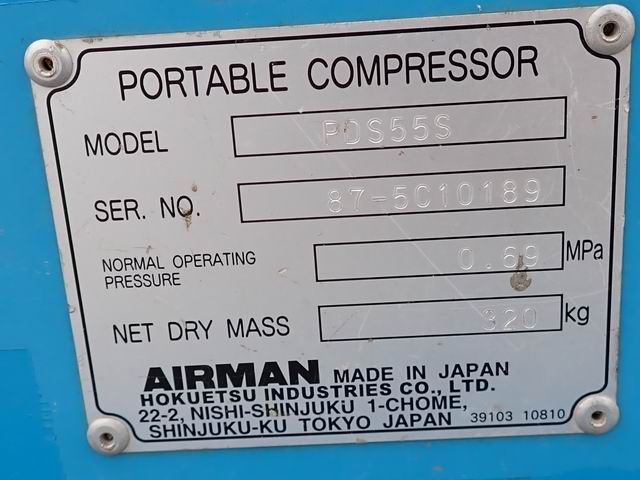 PORTABLE COMPRESSOR
MODEL PDS55S
SER. NO. 87-5C10189
NORMAL OPERATING PRESSURE 0.69 MPa
NET DRY MASS 320 kg
AIRMAN MADE IN JAPAN
HOKUETSU INDUSTRIES CO., LTD.
22-2, NISHI-SHINJUKU 1-CHOME,
SHINJUKU-KU TOKYO JAPAN 39103 10810